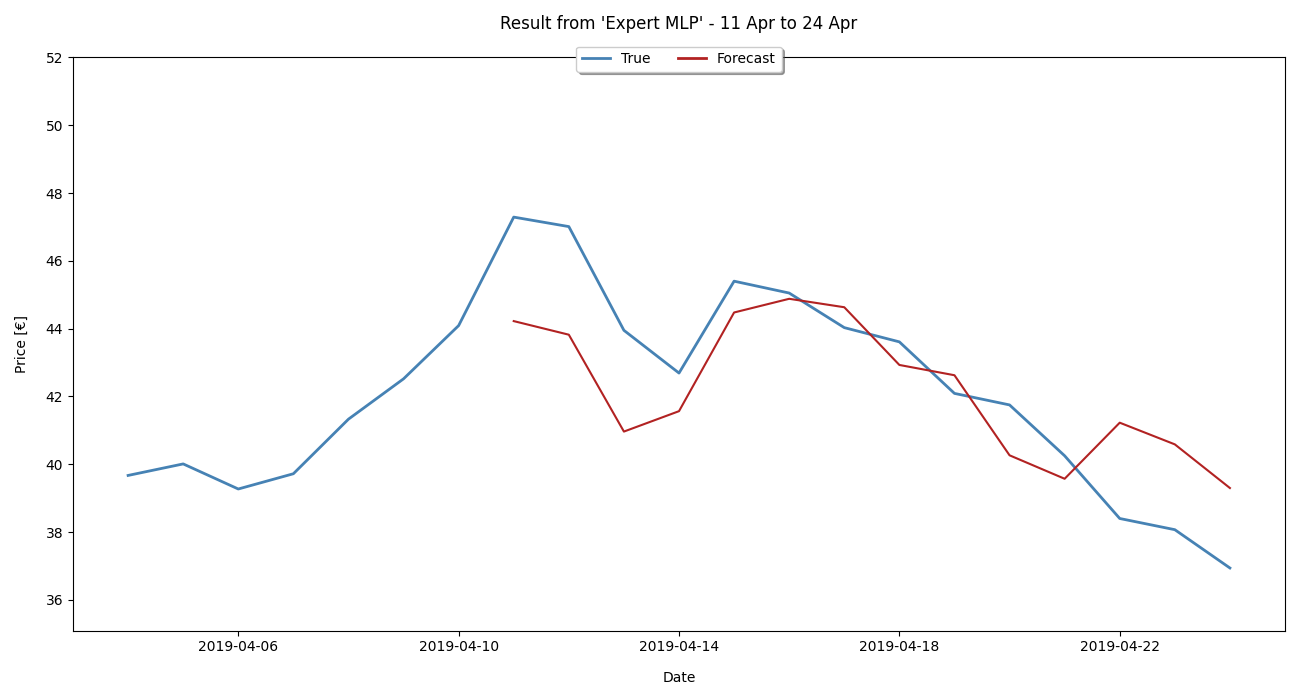 Result from 'Expert MLP' - 11 Apr to 24 Apr
True Forecast
52
50
48
46
44
42
40
38
36
Price [€]
2019-04-06 2019-04-10 2019-04-14 2019-04-18 2019-04-22
Date